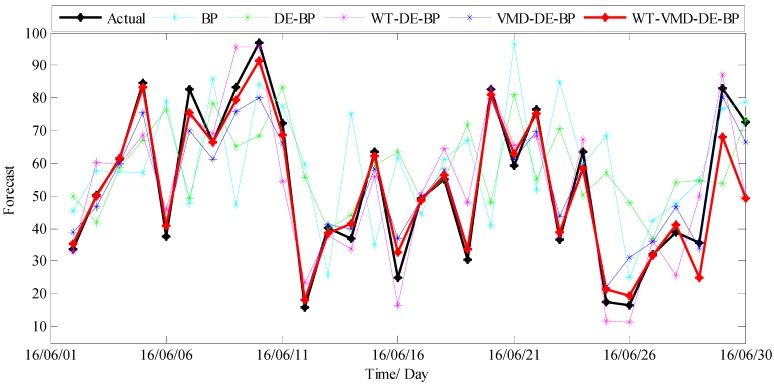 Actual BP DE-BP WT-DE-BP VMD-DE-BP WT-VMD-DE-BP
100
90
80
70
60
50
40
30
20
10
Forecast
16/06/01 16/06/06 16/06/11 16/06/16 16/06/21 16/06/26 16/06/30
Time/ Day